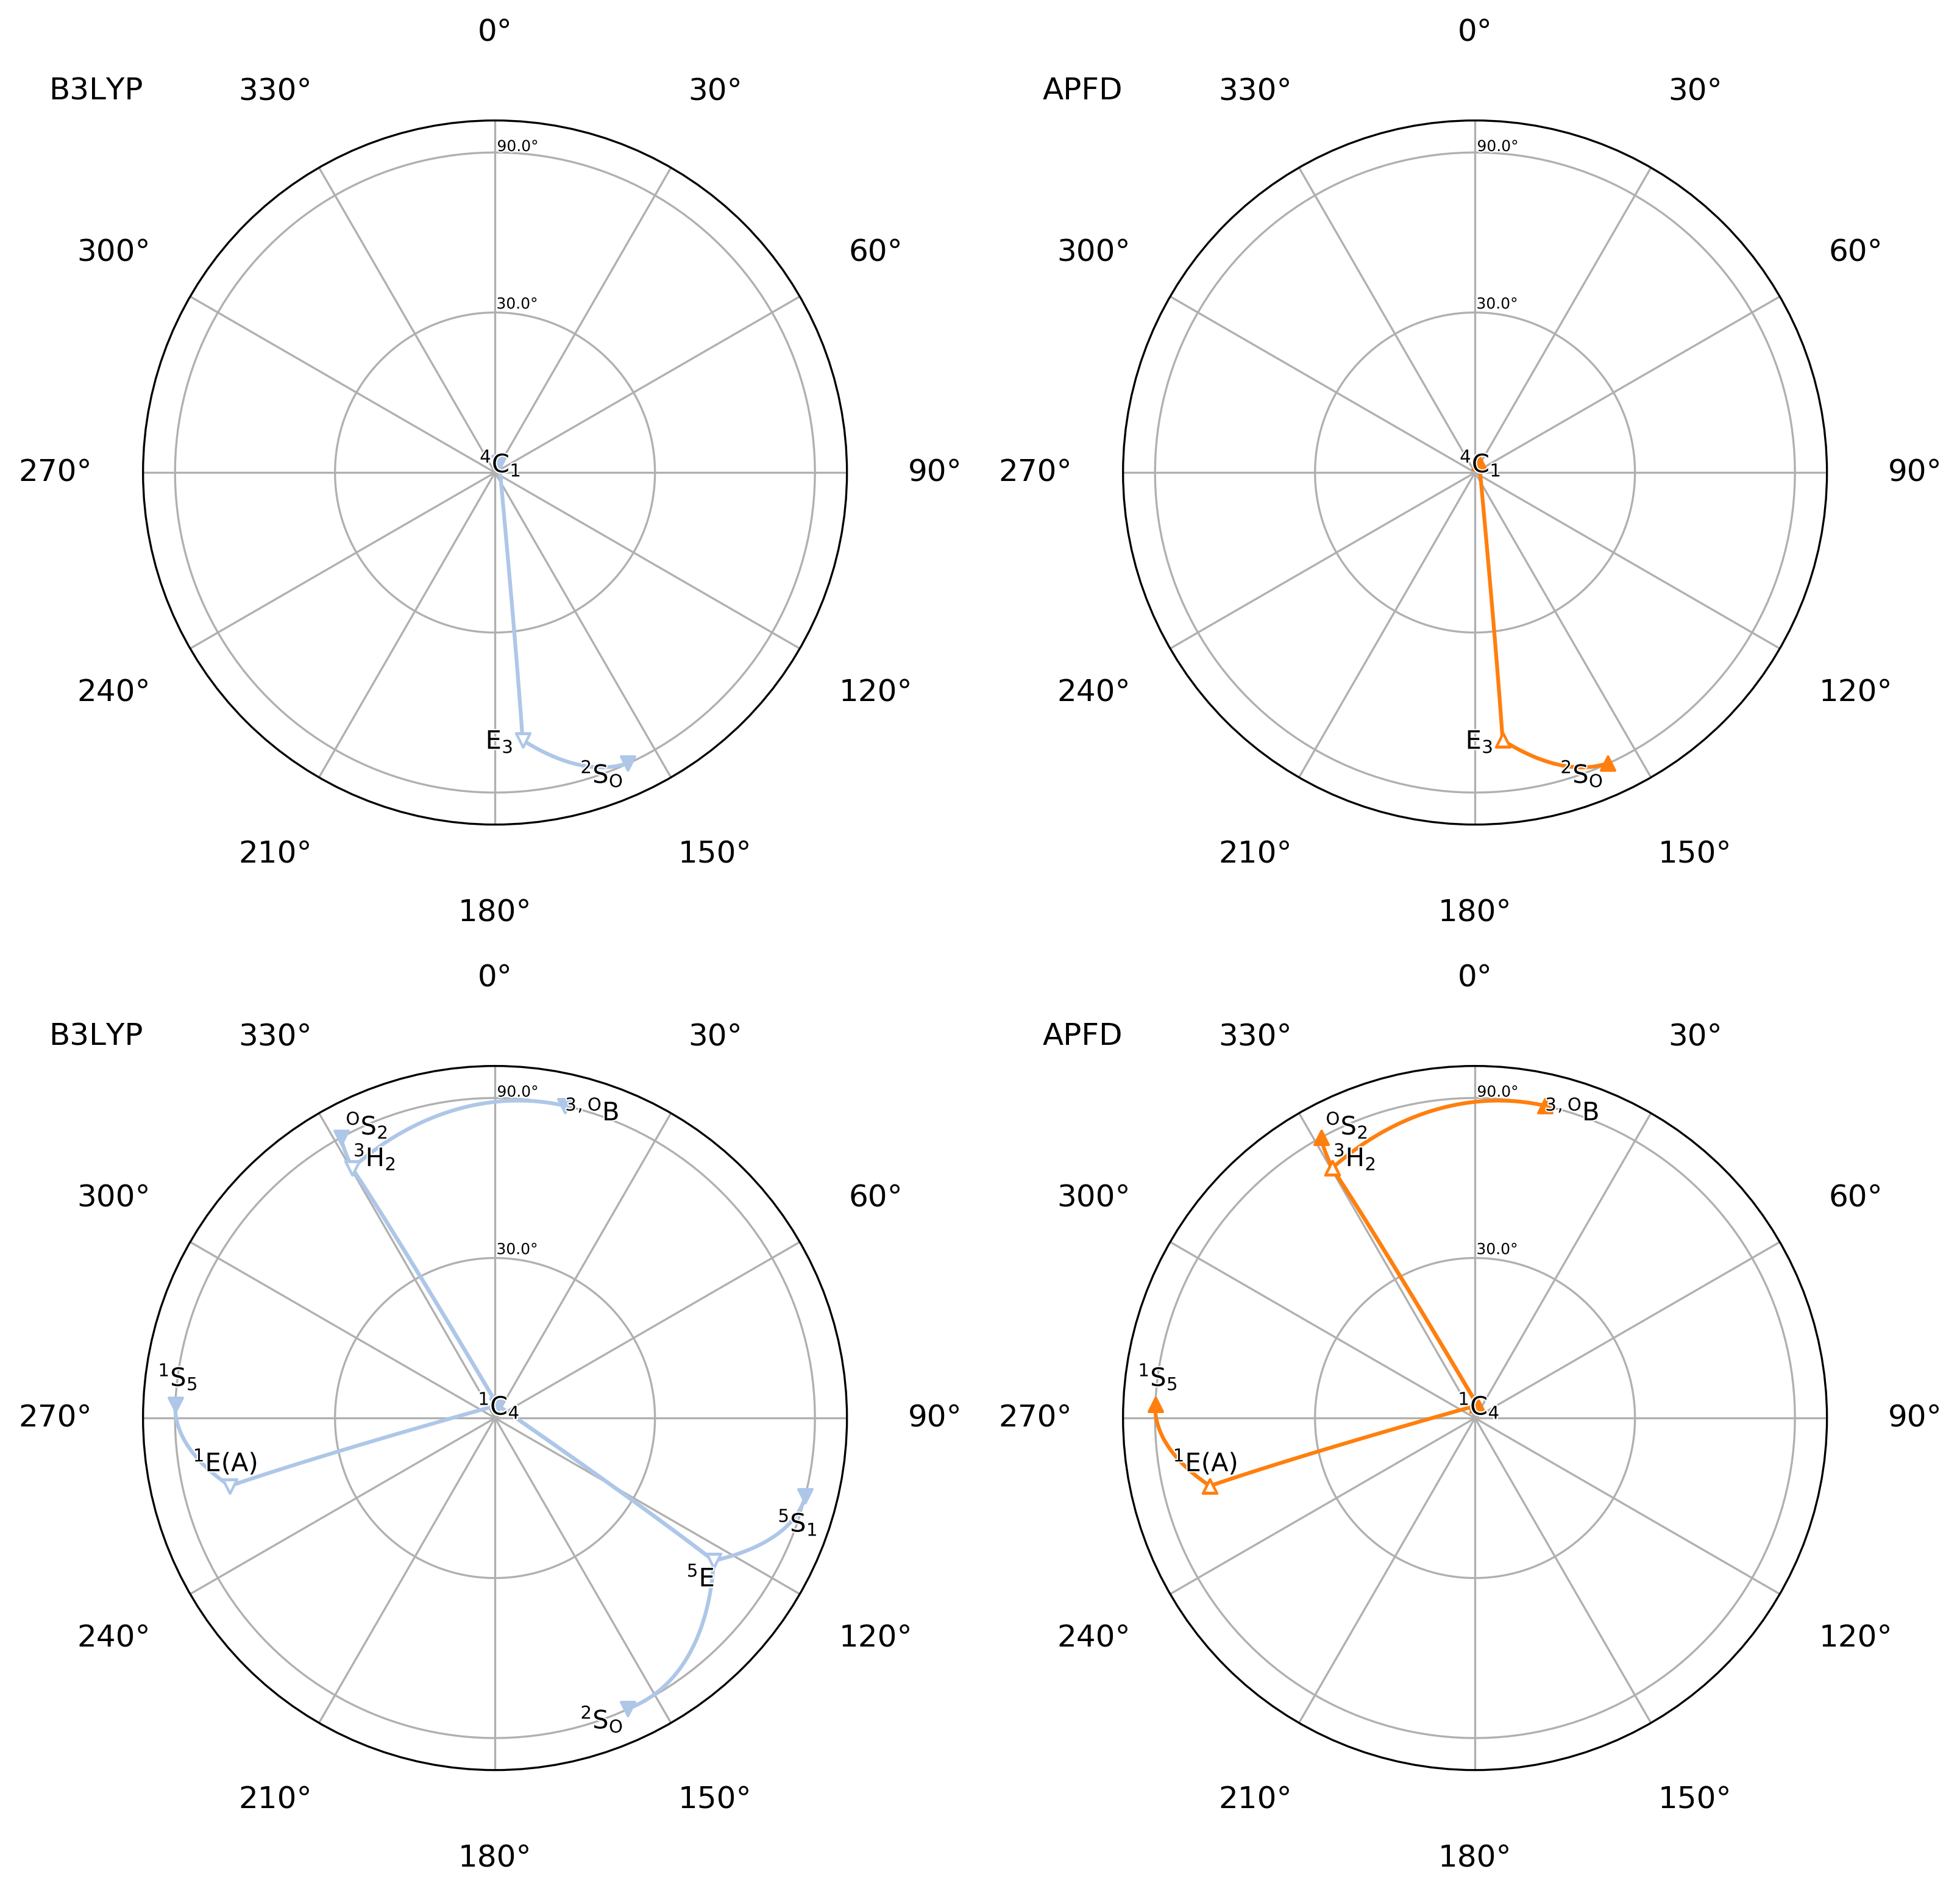 0°
0°
B3LYP
330°
30°
APFD
330°
30°
90.0°
90.0°
300°
60°
300°
60°
30.0°
30.0°
270°
⁴C₁
90°
270°
⁴C₁
90°
240°
120°
240°
120°
E₃
E₃
²S_O
²S_O
210°
150°
210°
150°
180°
180°
0°
0°
B3LYP
330°
30°
APFD
330°
30°
90.0°
90.0°
³,ᴼB
³,ᴼB
ᴼS₂
ᴼS₂
³H₂
³H₂
300°
60°
300°
60°
30.0°
30.0°
¹S₅
¹S₅
270°
¹C₄
90°
270°
¹C₄
90°
¹E(A)
¹E(A)
⁵S₁
⁵E
240°
120°
240°
120°
²S_O
210°
150°
210°
150°
180°
180°